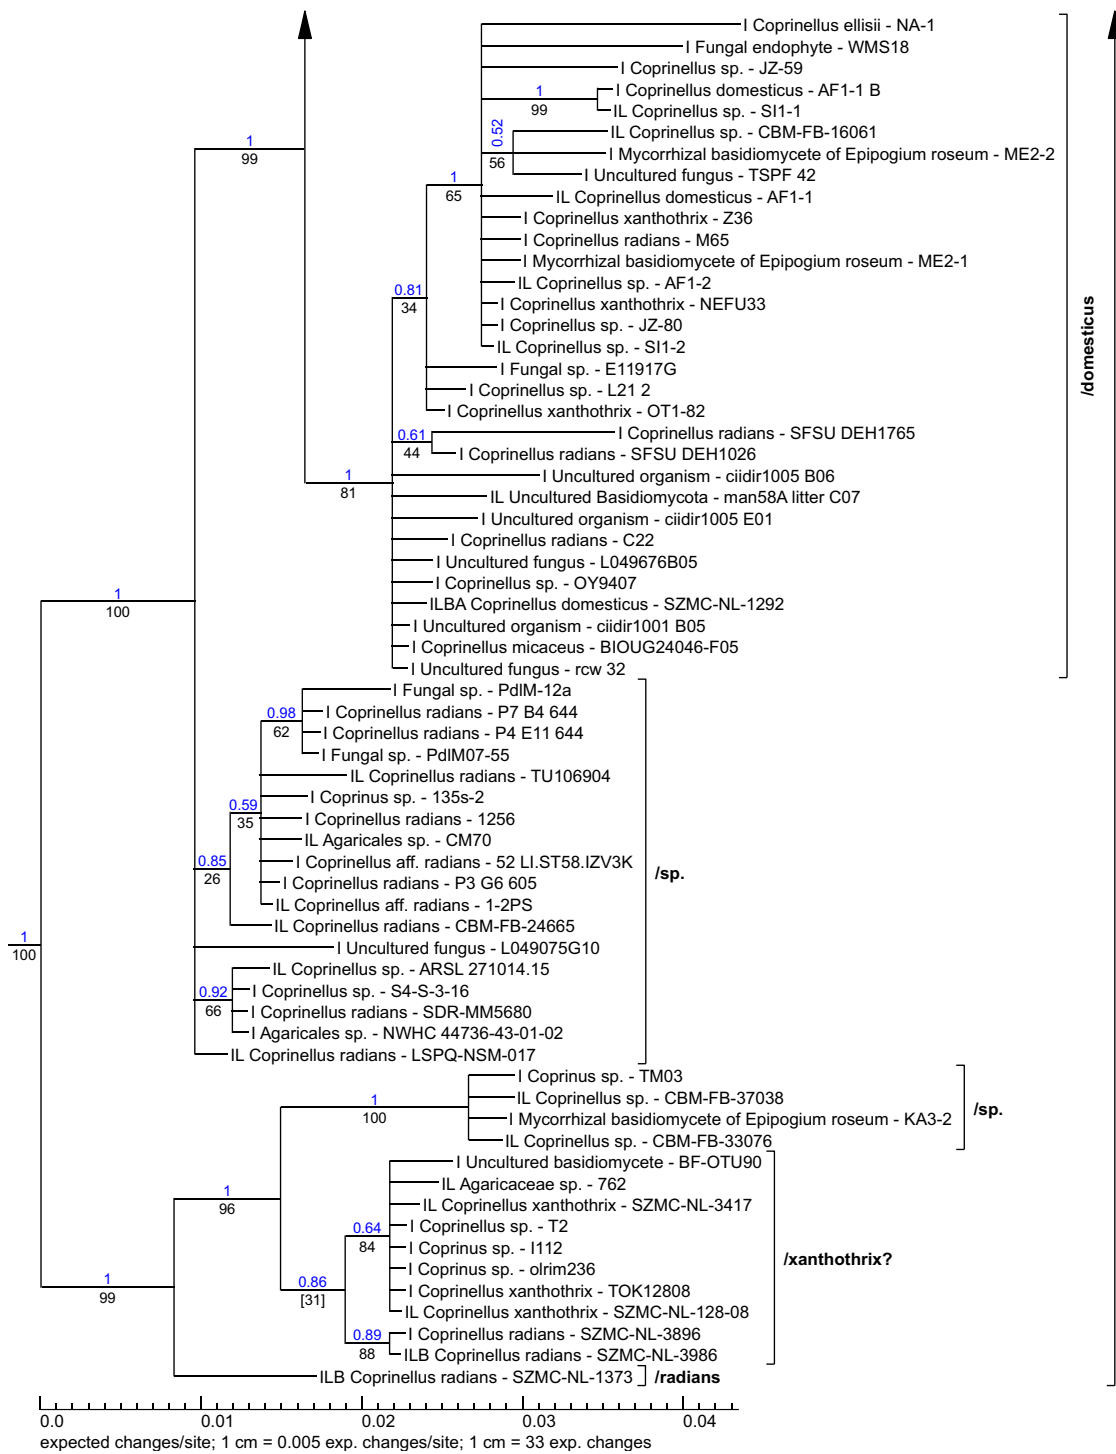 I Coprinellus ellisii - NA-1
I Fungal endophyte - WMS18
I Coprinellus sp. - JZ-59
1
I Coprinellus domesticus - AF1-1 B
99
IL Coprinellus sp. - SI1-1
0.52
IL Coprinellus sp. - CBM-FB-16061
1
99
I Mycorrhizal basidiomycete of Epipogium roseum - ME2-2
56
I Uncultured fungus - TSPF 42
1
65
IL Coprinellus domesticus - AF1-1
I Coprinellus xanthothrix - Z36
I Coprinellus radians - M65
I Mycorrhizal basidiomycete of Epipogium roseum - ME2-1
IL Coprinellus sp. - AF1-2
0.81
34
I Coprinellus xanthothrix - NEFU33
I Coprinellus sp. - JZ-80
IL Coprinellus sp. - SI1-2
/domesticus
I Fungal sp. - E11917G
I Coprinellus sp. - L21 2
I Coprinellus xanthothrix - OT1-82
0.61
I Coprinellus radians - SFSU DEH1765
44
I Coprinellus radians - SFSU DEH1026
1
81
I Uncultured organism - ciidir1005 B06
IL Uncultured Basidiomycota - man58A litter C07
I Uncultured organism - ciidir1005 E01
I Coprinellus radians - C22
I Uncultured fungus - L049676B05
I Coprinellus sp. - OY9407
1
100
ILBA Coprinellus domesticus - SZMC-NL-1292
I Uncultured organism - ciidir1001 B05
I Coprinellus micaceus - BIOUG24046-F05
I Uncultured fungus - rcw 32
I Fungal sp. - PdlM-12a
0.98
I Coprinellus radians - P7 B4 644
62
I Coprinellus radians - P4 E11 644
I Fungal sp. - PdlM07-55
IL Coprinellus radians - TU106904
I Coprinus sp. - 135s-2
0.59
35
I Coprinellus radians - 1256
IL Agaricales sp. - CM70
I Coprinellus aff. radians - 52 LI.ST58.IZV3K
0.85
26
/sp.
I Coprinellus radians - P3 G6 605
IL Coprinellus aff. radians - 1-2PS
IL Coprinellus radians - CBM-FB-24665
1
100
I Uncultured fungus - L049075G10
IL Coprinellus sp. - ARSL 271014.15
0.92
I Coprinellus sp. - S4-S-3-16
66
I Coprinellus radians - SDR-MM5680
I Agaricales sp. - NWHC 44736-43-01-02
IL Coprinellus radians - LSPQ-NSM-017
I Coprinus sp. - TM03
1
100
IL Coprinellus sp. - CBM-FB-37038
/sp.
I Mycorrhizal basidiomycete of Epipogium roseum - KA3-2
IL Coprinellus sp. - CBM-FB-33076
I Uncultured basidiomycete - BF-OTU90
IL Agaricaceae sp. - 762
1
96
IL Coprinellus xanthothrix - SZMC-NL-3417
0.64
I Coprinellus sp. - T2
84
I Coprinus sp. - I112
/xanthothrix?
I Coprinus sp. - olrim236
1
99
0.86
[31]
I Coprinellus xanthothrix - TOK12808
IL Coprinellus xanthothrix - SZMC-NL-128-08
0.89
I Coprinellus radians - SZMC-NL-3896
88
ILB Coprinellus radians - SZMC-NL-3986
ILB Coprinellus radians - SZMC-NL-1373
/radians
0.0 0.01 0.02 0.03 0.04
expected changes/site; 1 cm = 0.005 exp. changes/site; 1 cm = 33 exp. changes